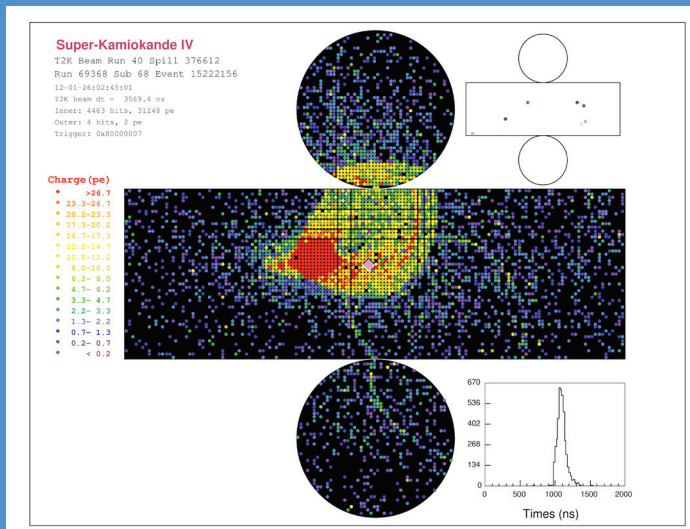 Super-Kamiokande IV
T2K Beam Run 40 Spill 376612
Run 69368 Sub 68 Event 15222156
12-01-26:02:45:01
T2K beam dt = 3569.4 ns
Inner: 4463 hits, 31248 pe
Outer: 4 hits, 2 pe
Trigger: 0x80000007
Charge(pe)
>26.7
23.3-26.7
20.2-23.3
17.3-20.2
14.7-17.3
12.2-14.7
10.0-12.2
8.0-10.0
6.2- 8.0
4.7- 6.2
3.3- 4.7
2.2- 3.3
1.3- 2.2
0.7- 1.3
0.2- 0.7
< 0.2
670
536
402
268
134
0
0 500 1000 1500 2000
Times (ns)